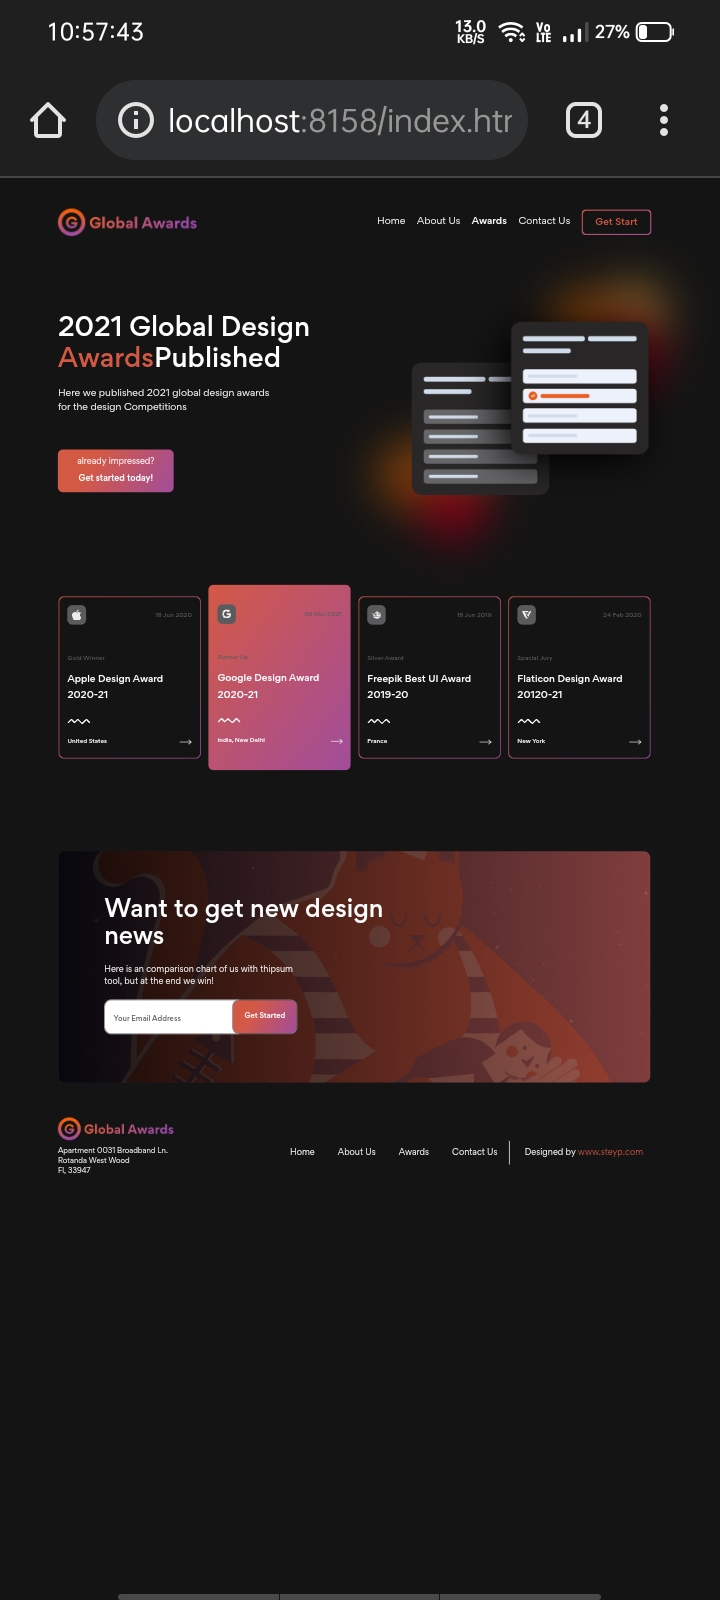 10:57:43
13.0
KB/S
Vo
LTE
27%
localhost:8158/index.htr
4
G Global Awards
Home About Us Awards Contact Us Get Start
2021 Global Design
AwardsPublished
Here we published 2021 global design awards
for the design Competitions
already impressed?
Get started today!
16 Jun 2020
Gold Winner
Apple Design Award
2020-21
United States
G
Runner Up
Google Design Award
2020-21
India, New Delhi
16 Jun 2019
Silver Award
Freepik Best UI Award
2019-20
France
24 Feb 2020
Spacial Jury
Flaticon Design Award
20120-21
New York
Want to get new design
news
Here is an comparison chart of us with thipsum
tool, but at the end we win!
Your Email Address
Get Started
G Global Awards
Apartment 0031 Broadband Ln.
Rotanda West Wood
Fl, 33947
Home About Us Awards Contact Us
Designed by www.steyp.com